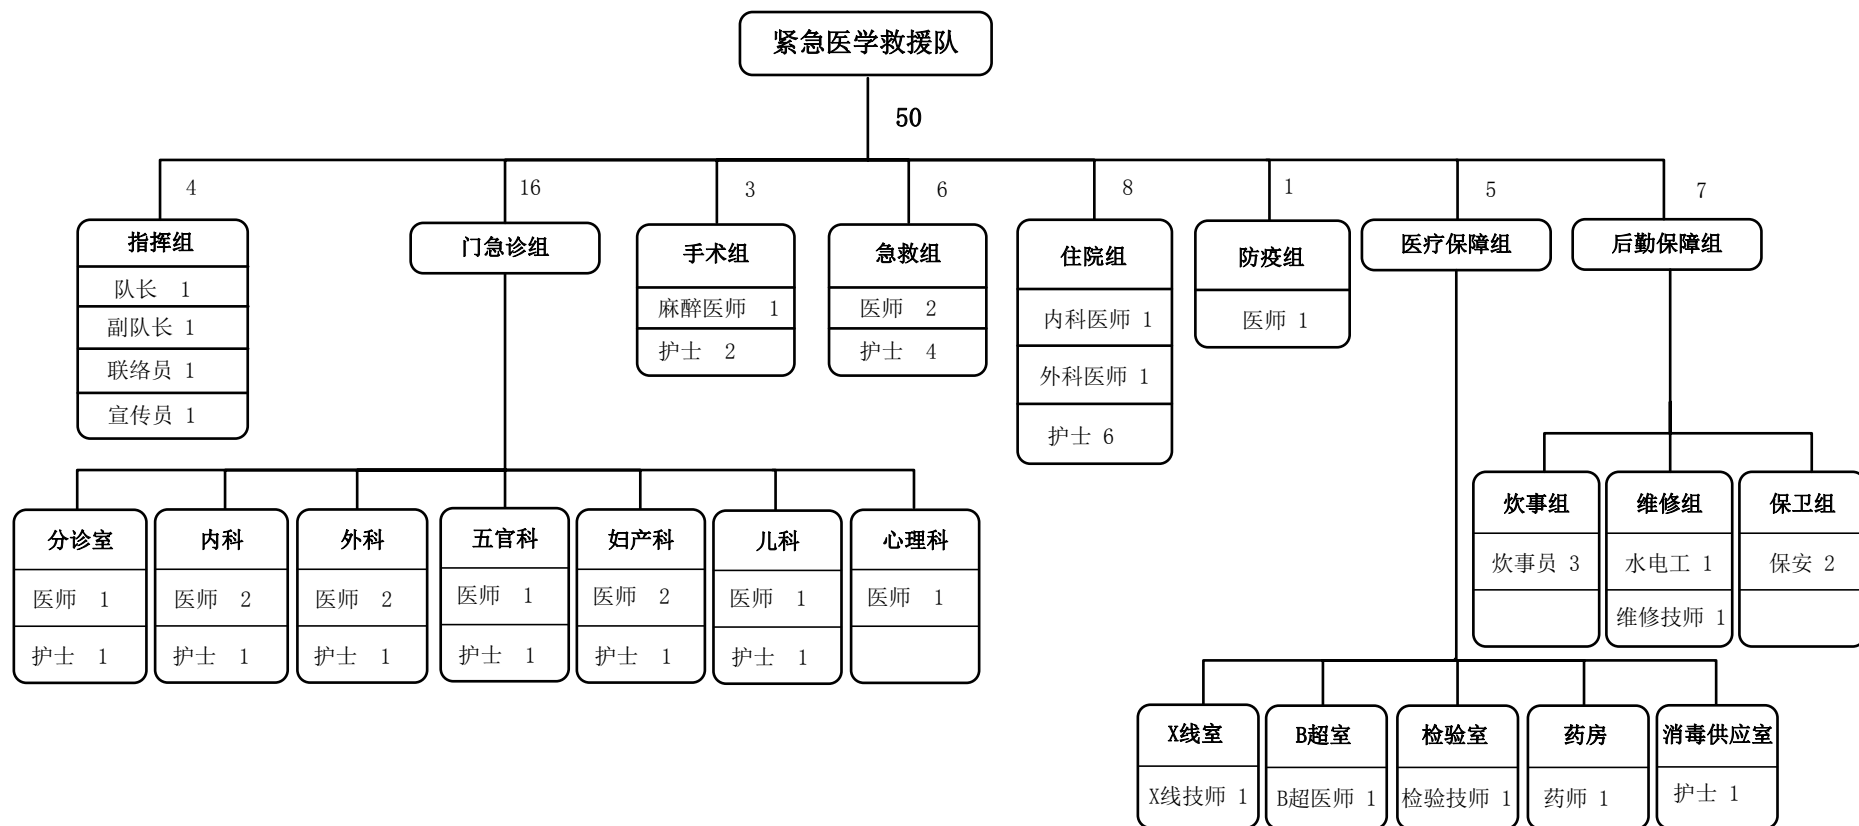 紧急医学救援队
50
4
16
3
6
8
1
5
7
指挥组
队长 1
副队长 1
联络员 1
宣传员 1
门急诊组
手术组
麻醉医师 1
护士 2
急救组
医师 2
护士 4
住院组
内科医师 1
外科医师 1
护士 6
防疫组
医师 1
医疗保障组
后勤保障组
分诊室
医师 1
护士 1
内科
医师 2
护士 1
外科
医师 2
护士 1
五官科
医师 1
护士 1
妇产科
医师 2
护士 1
儿科
医师 1
护士 1
心理科
医师 1
炊事组
炊事员 3
维修组
水电工 1
维修技师 1
保卫组
保安 2
X线室
X线技师 1
B超室
B超医师 1
检验室
检验技师 1
药房
药师 1
消毒供应室
护士 1